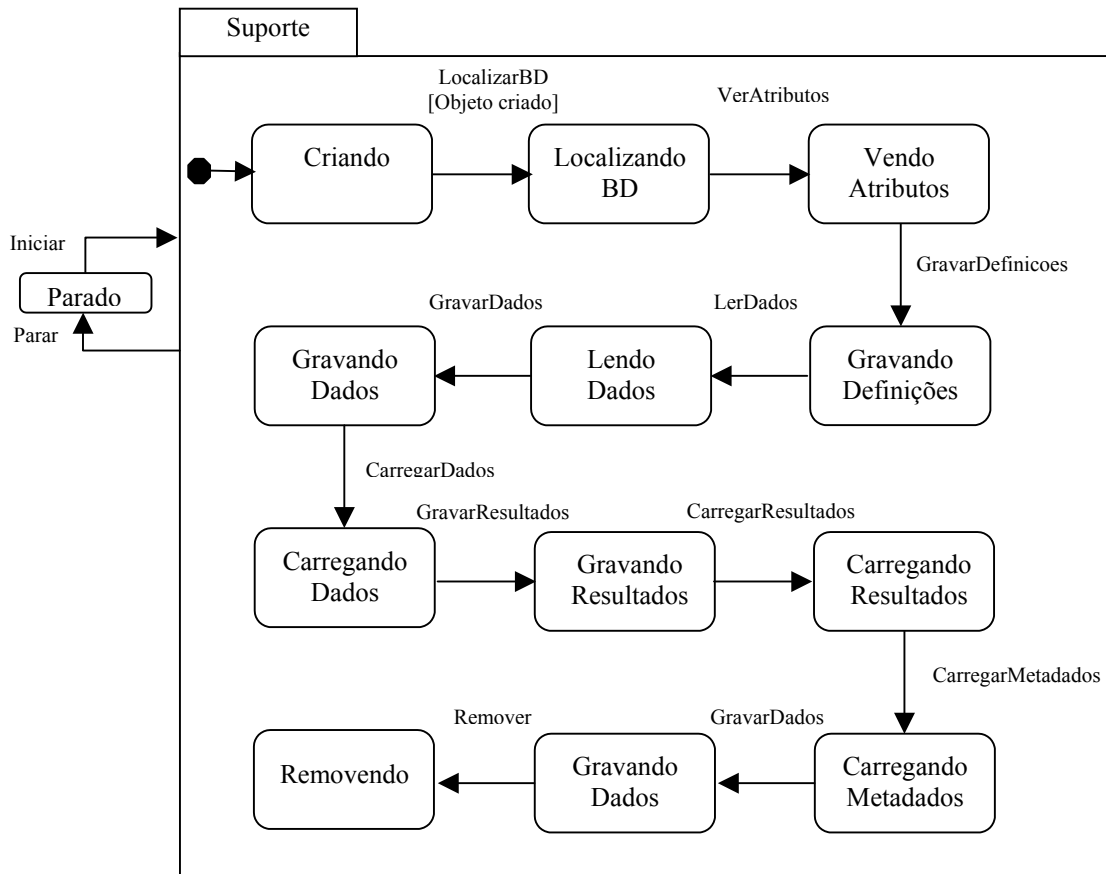 Suporte
LocalizarBD
[Objeto criado]
VerAtributos
Criando
Localizando
BD
Vendo
Atributos
Iniciar
Parado
Parar
GravarDefinicoes
GravarDados
LerDados
Gravando
Dados
Lendo
Dados
Gravando
Definições
CarregarDados
GravarResultados
CarregarResultados
Carregando
Dados
Gravando
Resultados
Carregando
Resultados
CarregarMetadados
Remover
GravarDados
Removendo
Gravando
Dados
Carregando
Metadados